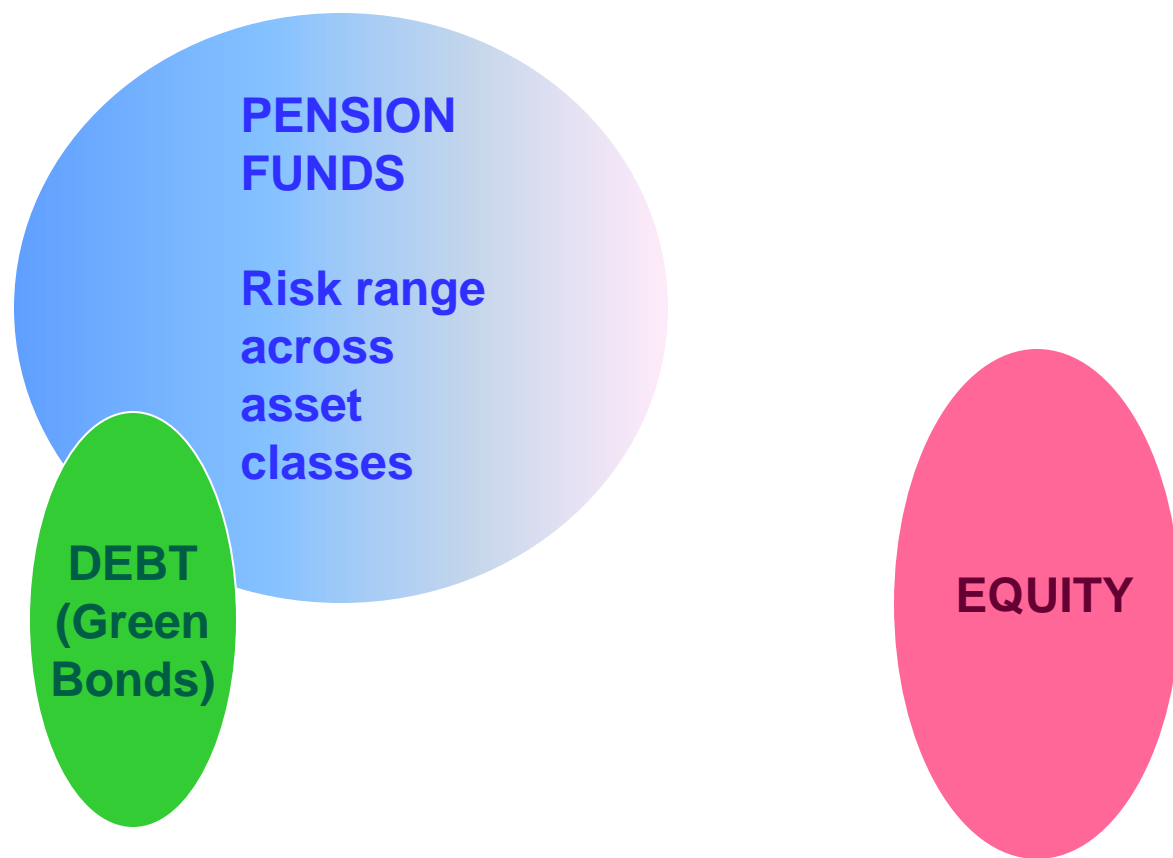 PENSION
FUNDS
Risk range
across
asset
classes
DEBT
(Green
Bonds)
EQUITY